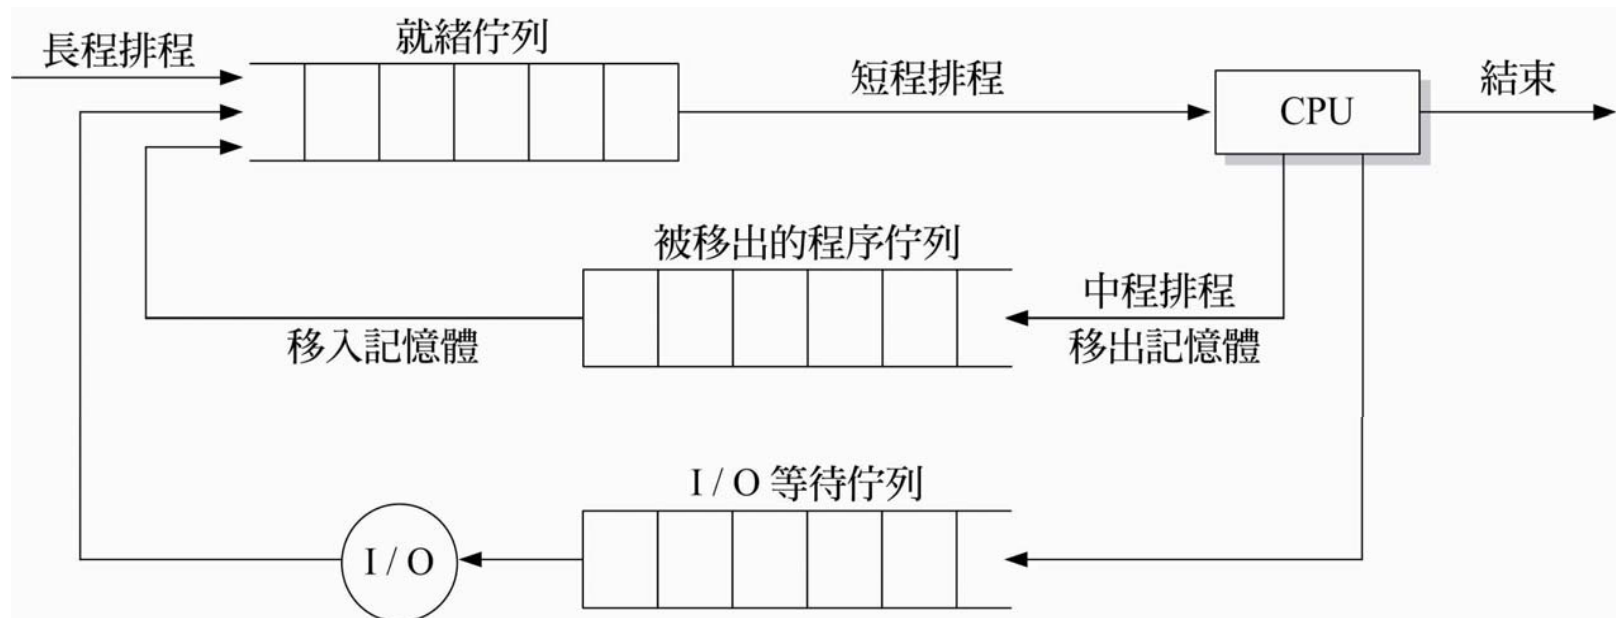 就緒佇列
長程排程
短程排程
CPU
結束
被移出的程序佇列
中程排程
移入記憶體
移出記憶體
I / O 等待佇列
I / O